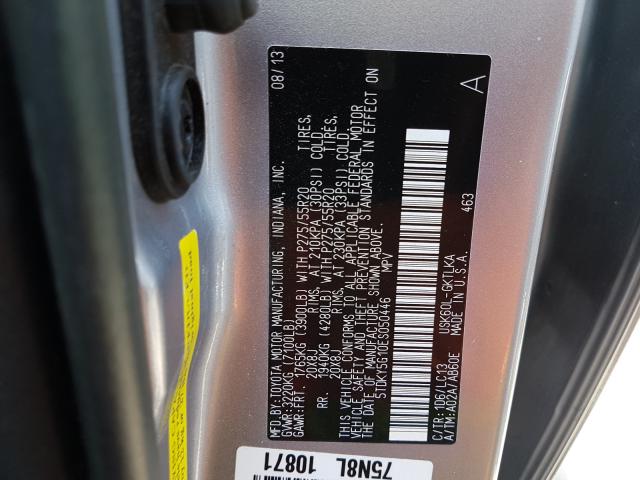 MFD.BY:TOYOTA MOTOR MANUFACTURING, INDIANA, INC. 08/13
GVWR:3220KG(7100LB)
GAWR:FRT. 1765KG(3900LB)WITH P275/55R20 TIRES,
20X8J RIMS, AT 210KPA(30PSI)COLD.
RR. 1940KG(4280LB)WITH P275/55R20 TIRES,
20X8J RIMS, AT 230KPA(33PSI)COLD.
THIS VEHICLE CONFORMS TO ALL APPLICABLE FEDERAL MOTOR
VEHICLE SAFETY AND THEFT PREVENTION STANDARDS IN EFFECT ON
THE DATE OF MANUFACTURE SHOWN ABOVE.
5TDKY5G10ES050446 MPV
463
C/TR:1D6/LC13 USK60L-GKTLKA
A/TM:A02A/AB60E MADE IN U.S.A. A
75N8L
10871